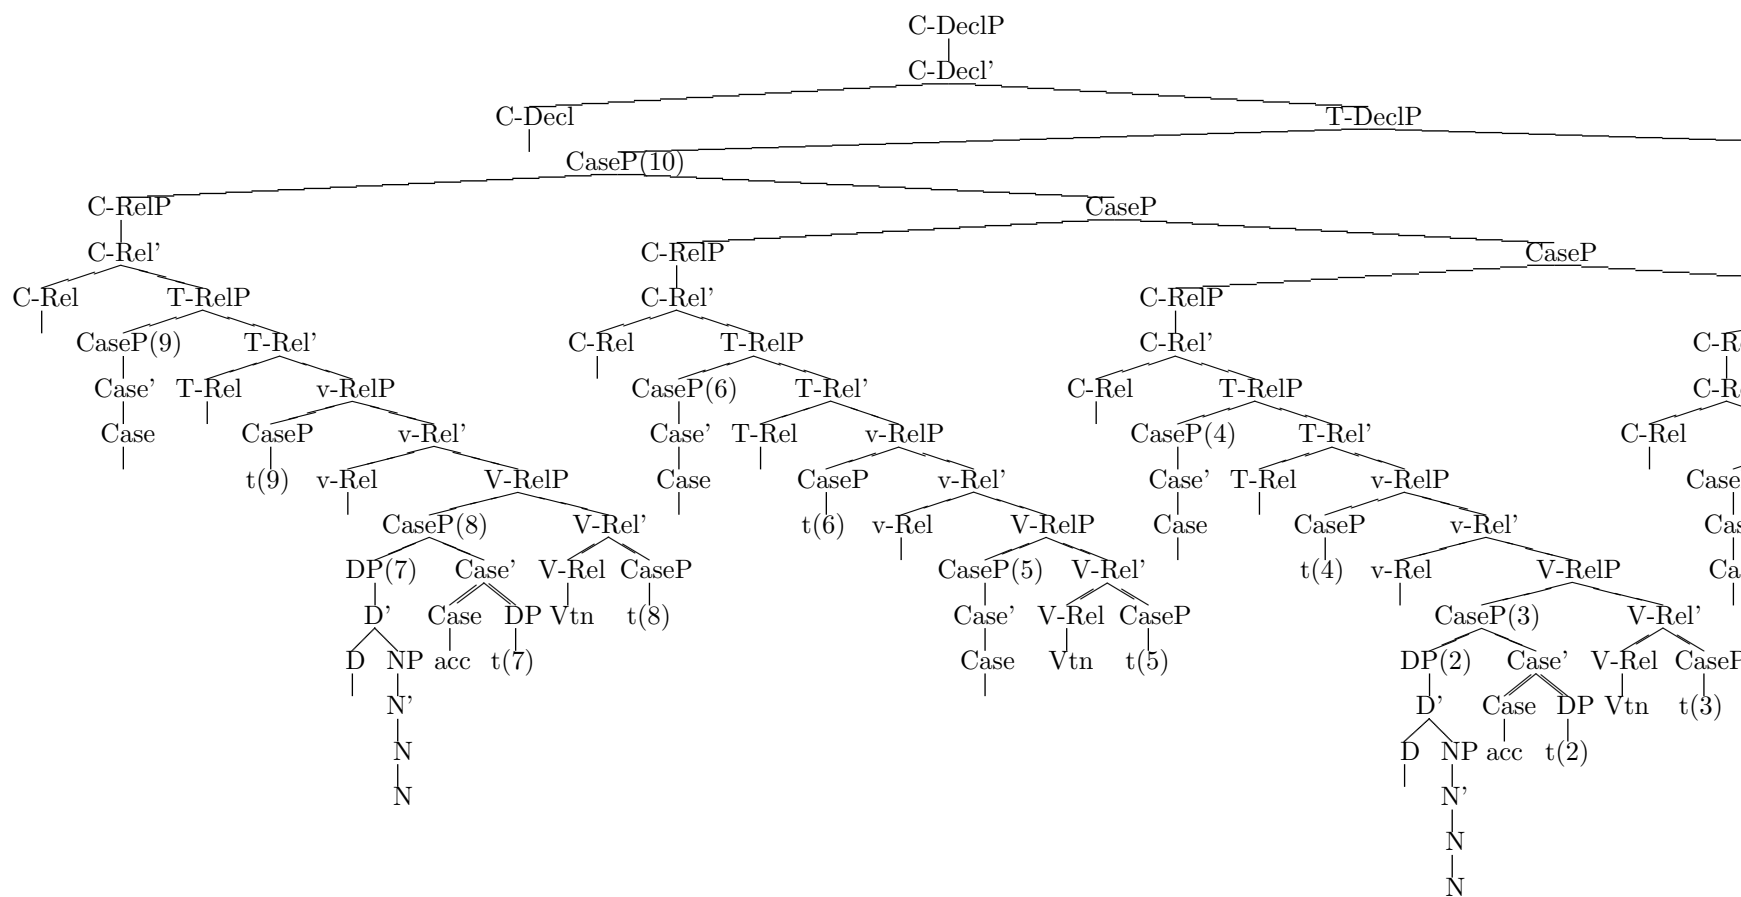 C-DeclP
C-Decl’
C-Decl T-DeclP
CaseP(10)
C-RelP CaseP
C-Rel’ C-RelP CaseP
C-Rel T-RelP C-Rel’ C-RelP
CaseP(9) T-Rel’ C-Rel T-RelP C-Rel’
Case’ T-Rel v-RelP CaseP(6) T-Rel’ C-Rel T-RelP
Case CaseP v-Rel’ Case’ T-Rel v-RelP CaseP(4) T-Rel’ C-Rel
t(9) v-Rel V-RelP Case CaseP v-Rel’ Case’ T-Rel v-RelP
CaseP(8) V-Rel’ t(6) v-Rel V-RelP Case CaseP v-Rel’
DP(7) Case’ V-Rel CaseP CaseP(5) V-Rel’ t(4) v-Rel V-RelP
D’ Case DP Vtn t(8) Case’ V-Rel CaseP CaseP(3) V-Rel’
D NP acc t(7) Case Vtn t(5) DP(2) Case’ V-Rel CaseP
N’ D’ Case DP Vtn t(3)
N D NP acc t(2)
N N’
N
N